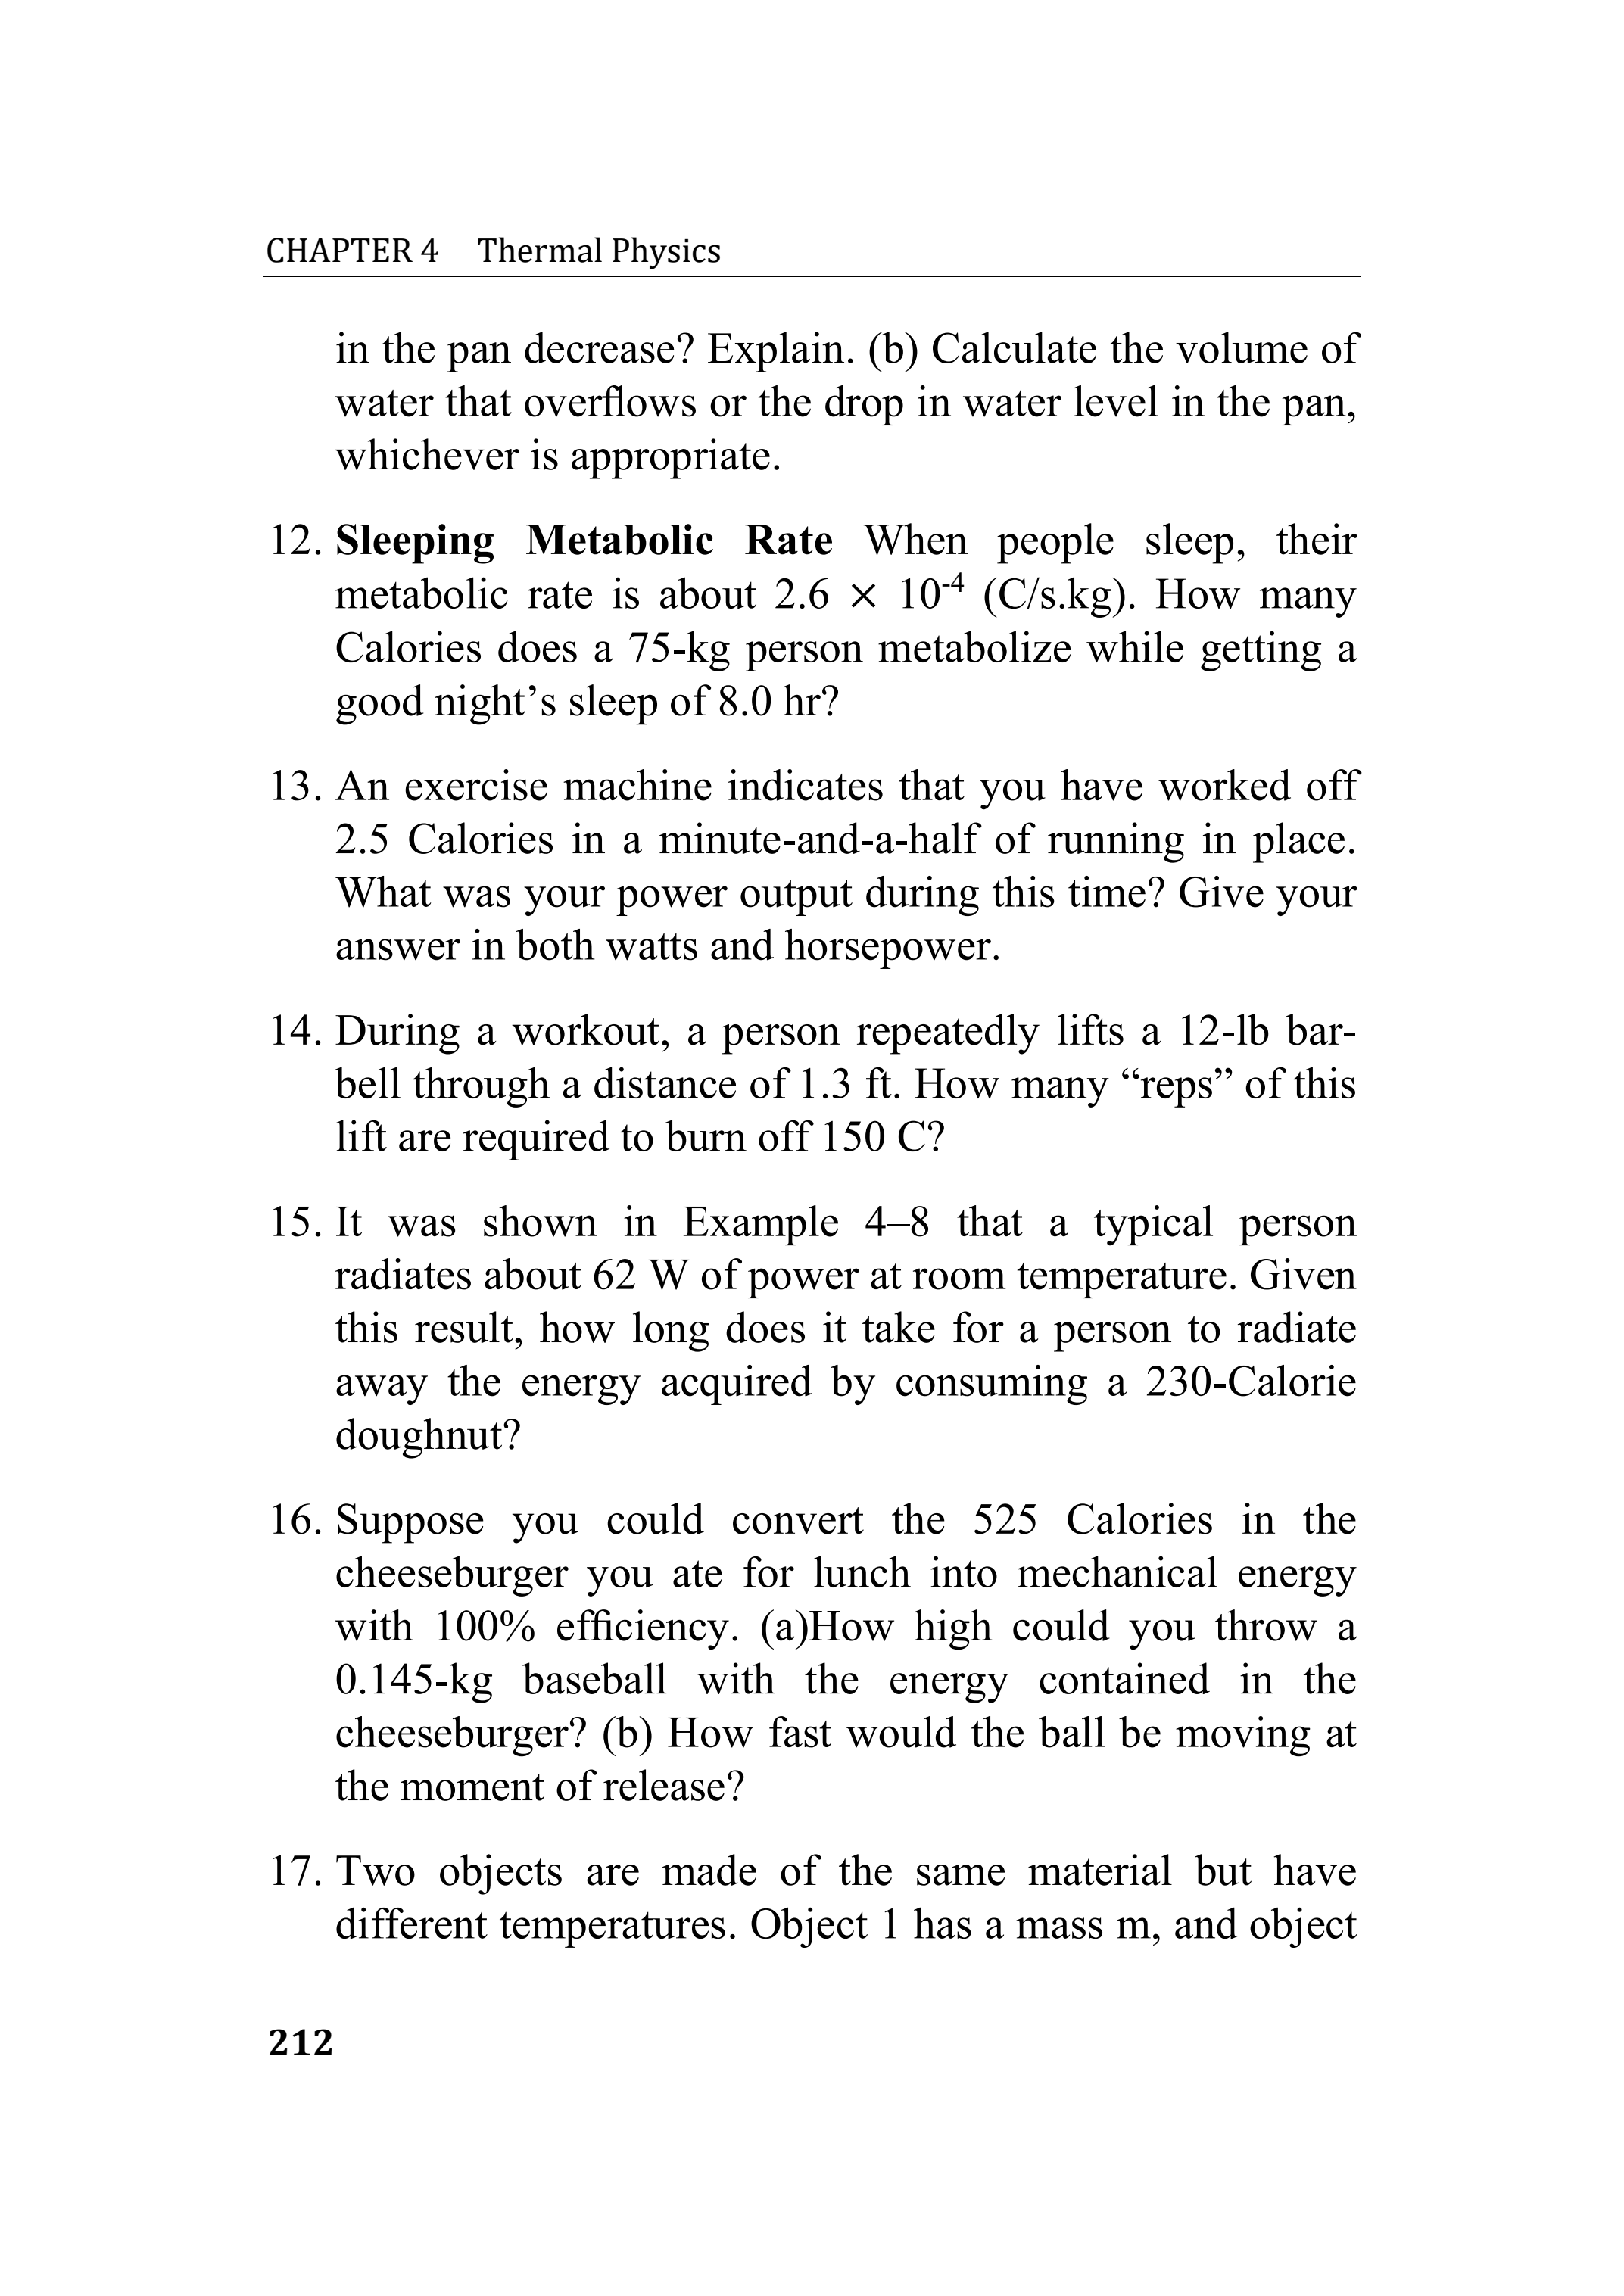 CHAPTER 4 Thermal Physics
in the pan decrease? Explain. (b) Calculate the volume of
water that overflows or the drop in water level in the pan,
whichever is appropriate.
12. Sleeping Metabolic Rate When people sleep, their
metabolic rate is about 2.6 × 10⁻⁴ (C/s.kg). How many
Calories does a 75-kg person metabolize while getting a
good night’s sleep of 8.0 hr?
13. An exercise machine indicates that you have worked off
2.5 Calories in a minute-and-a-half of running in place.
What was your power output during this time? Give your
answer in both watts and horsepower.
14. During a workout, a person repeatedly lifts a 12-lb bar-
bell through a distance of 1.3 ft. How many “reps” of this
lift are required to burn off 150 C?
15. It was shown in Example 4–8 that a typical person
radiates about 62 W of power at room temperature. Given
this result, how long does it take for a person to radiate
away the energy acquired by consuming a 230-Calorie
doughnut?
16. Suppose you could convert the 525 Calories in the
cheeseburger you ate for lunch into mechanical energy
with 100% efficiency. (a)How high could you throw a
0.145-kg baseball with the energy contained in the
cheeseburger? (b) How fast would the ball be moving at
the moment of release?
17. Two objects are made of the same material but have
different temperatures. Object 1 has a mass m, and object
212